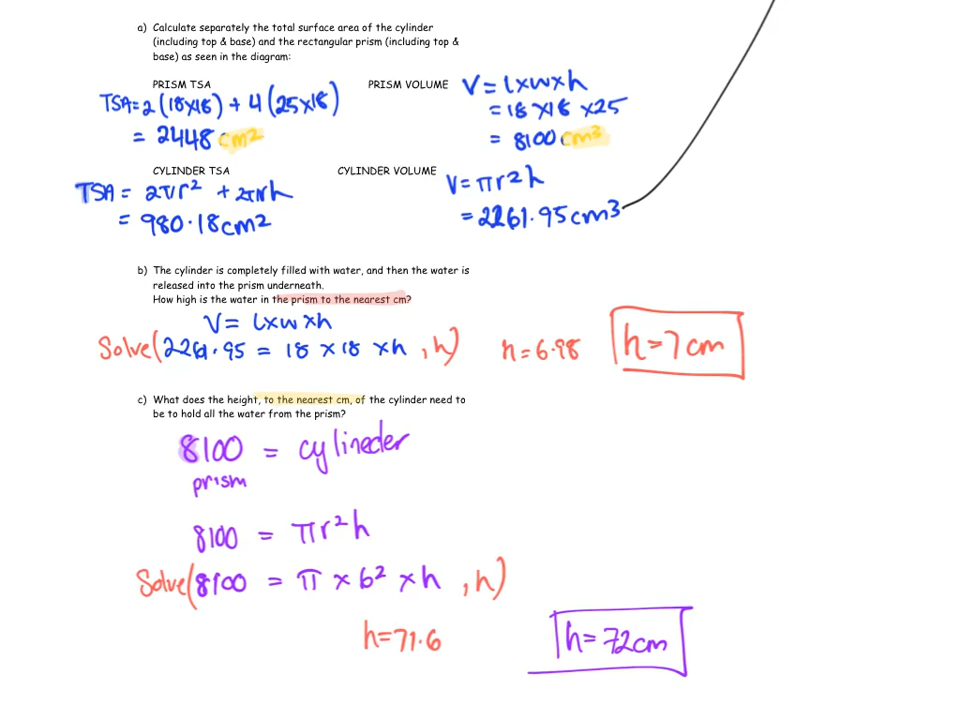 a) Calculate separately the total surface area of the cylinder
(including top & base) and the rectangular prism (including top &
base) as seen in the diagram:
PRISM TSA
TSA = 2 (18x18) + 4 (25x18)
= 2448 cm2
PRISM VOLUME
V = l x w x h
= 18 x 18 x 25
= 8100 cm3
CYLINDER TSA
TSA = 2πr² + 2πrh
= 980.18cm2
CYLINDER VOLUME
V = πr2h
= 2261.95cm3
b) The cylinder is completely filled with water, and then the water is
released into the prism underneath.
How high is the water in the prism to the nearest cm?
V = l x w x h
Solve(2261.95 = 18 x 18 x h , h)
h = 6.98
h = 7cm
c) What does the height, to the nearest cm, of the cylinder need to
be to hold all the water from the prism?
8100 = cylineder
prism
8100 = πr²h
Solve(8100 = π x 6² x h , h)
h=71.6
h= 72cm